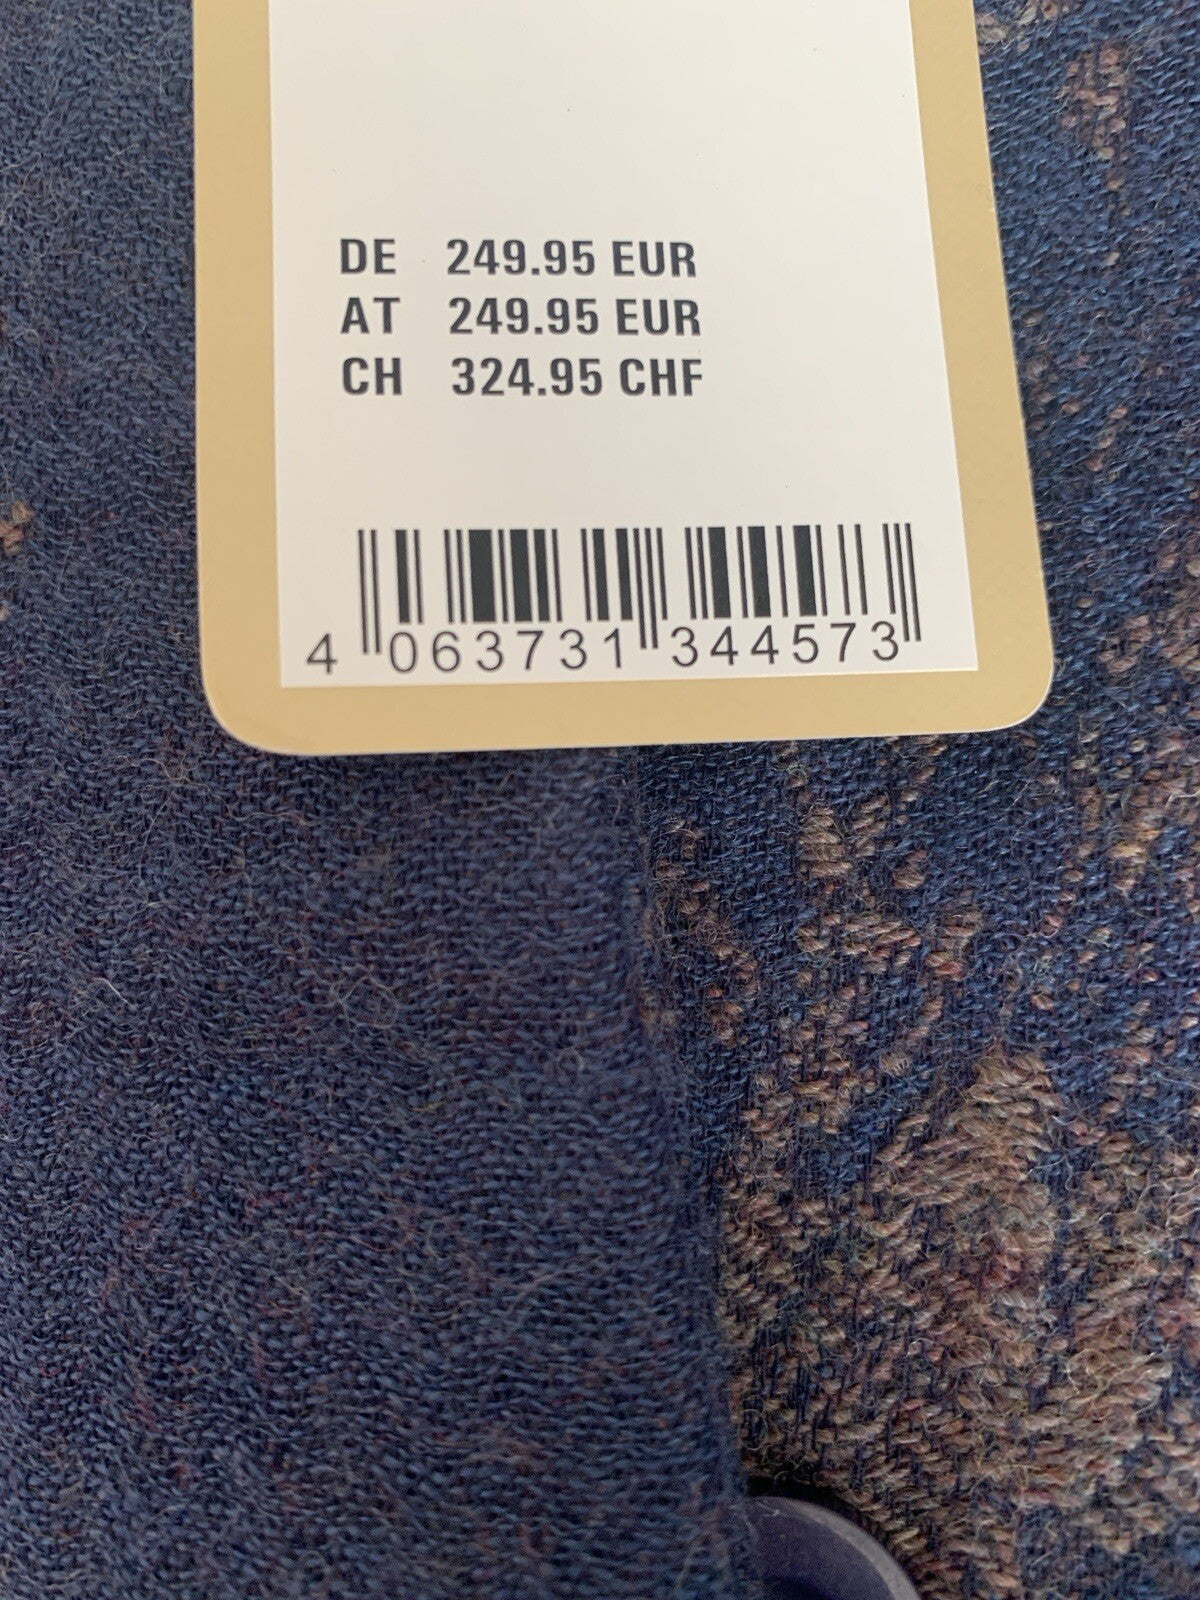 DE 249.95 EUR
AT 249.95 EUR
CH 324.95 CHF
4 063731 344573